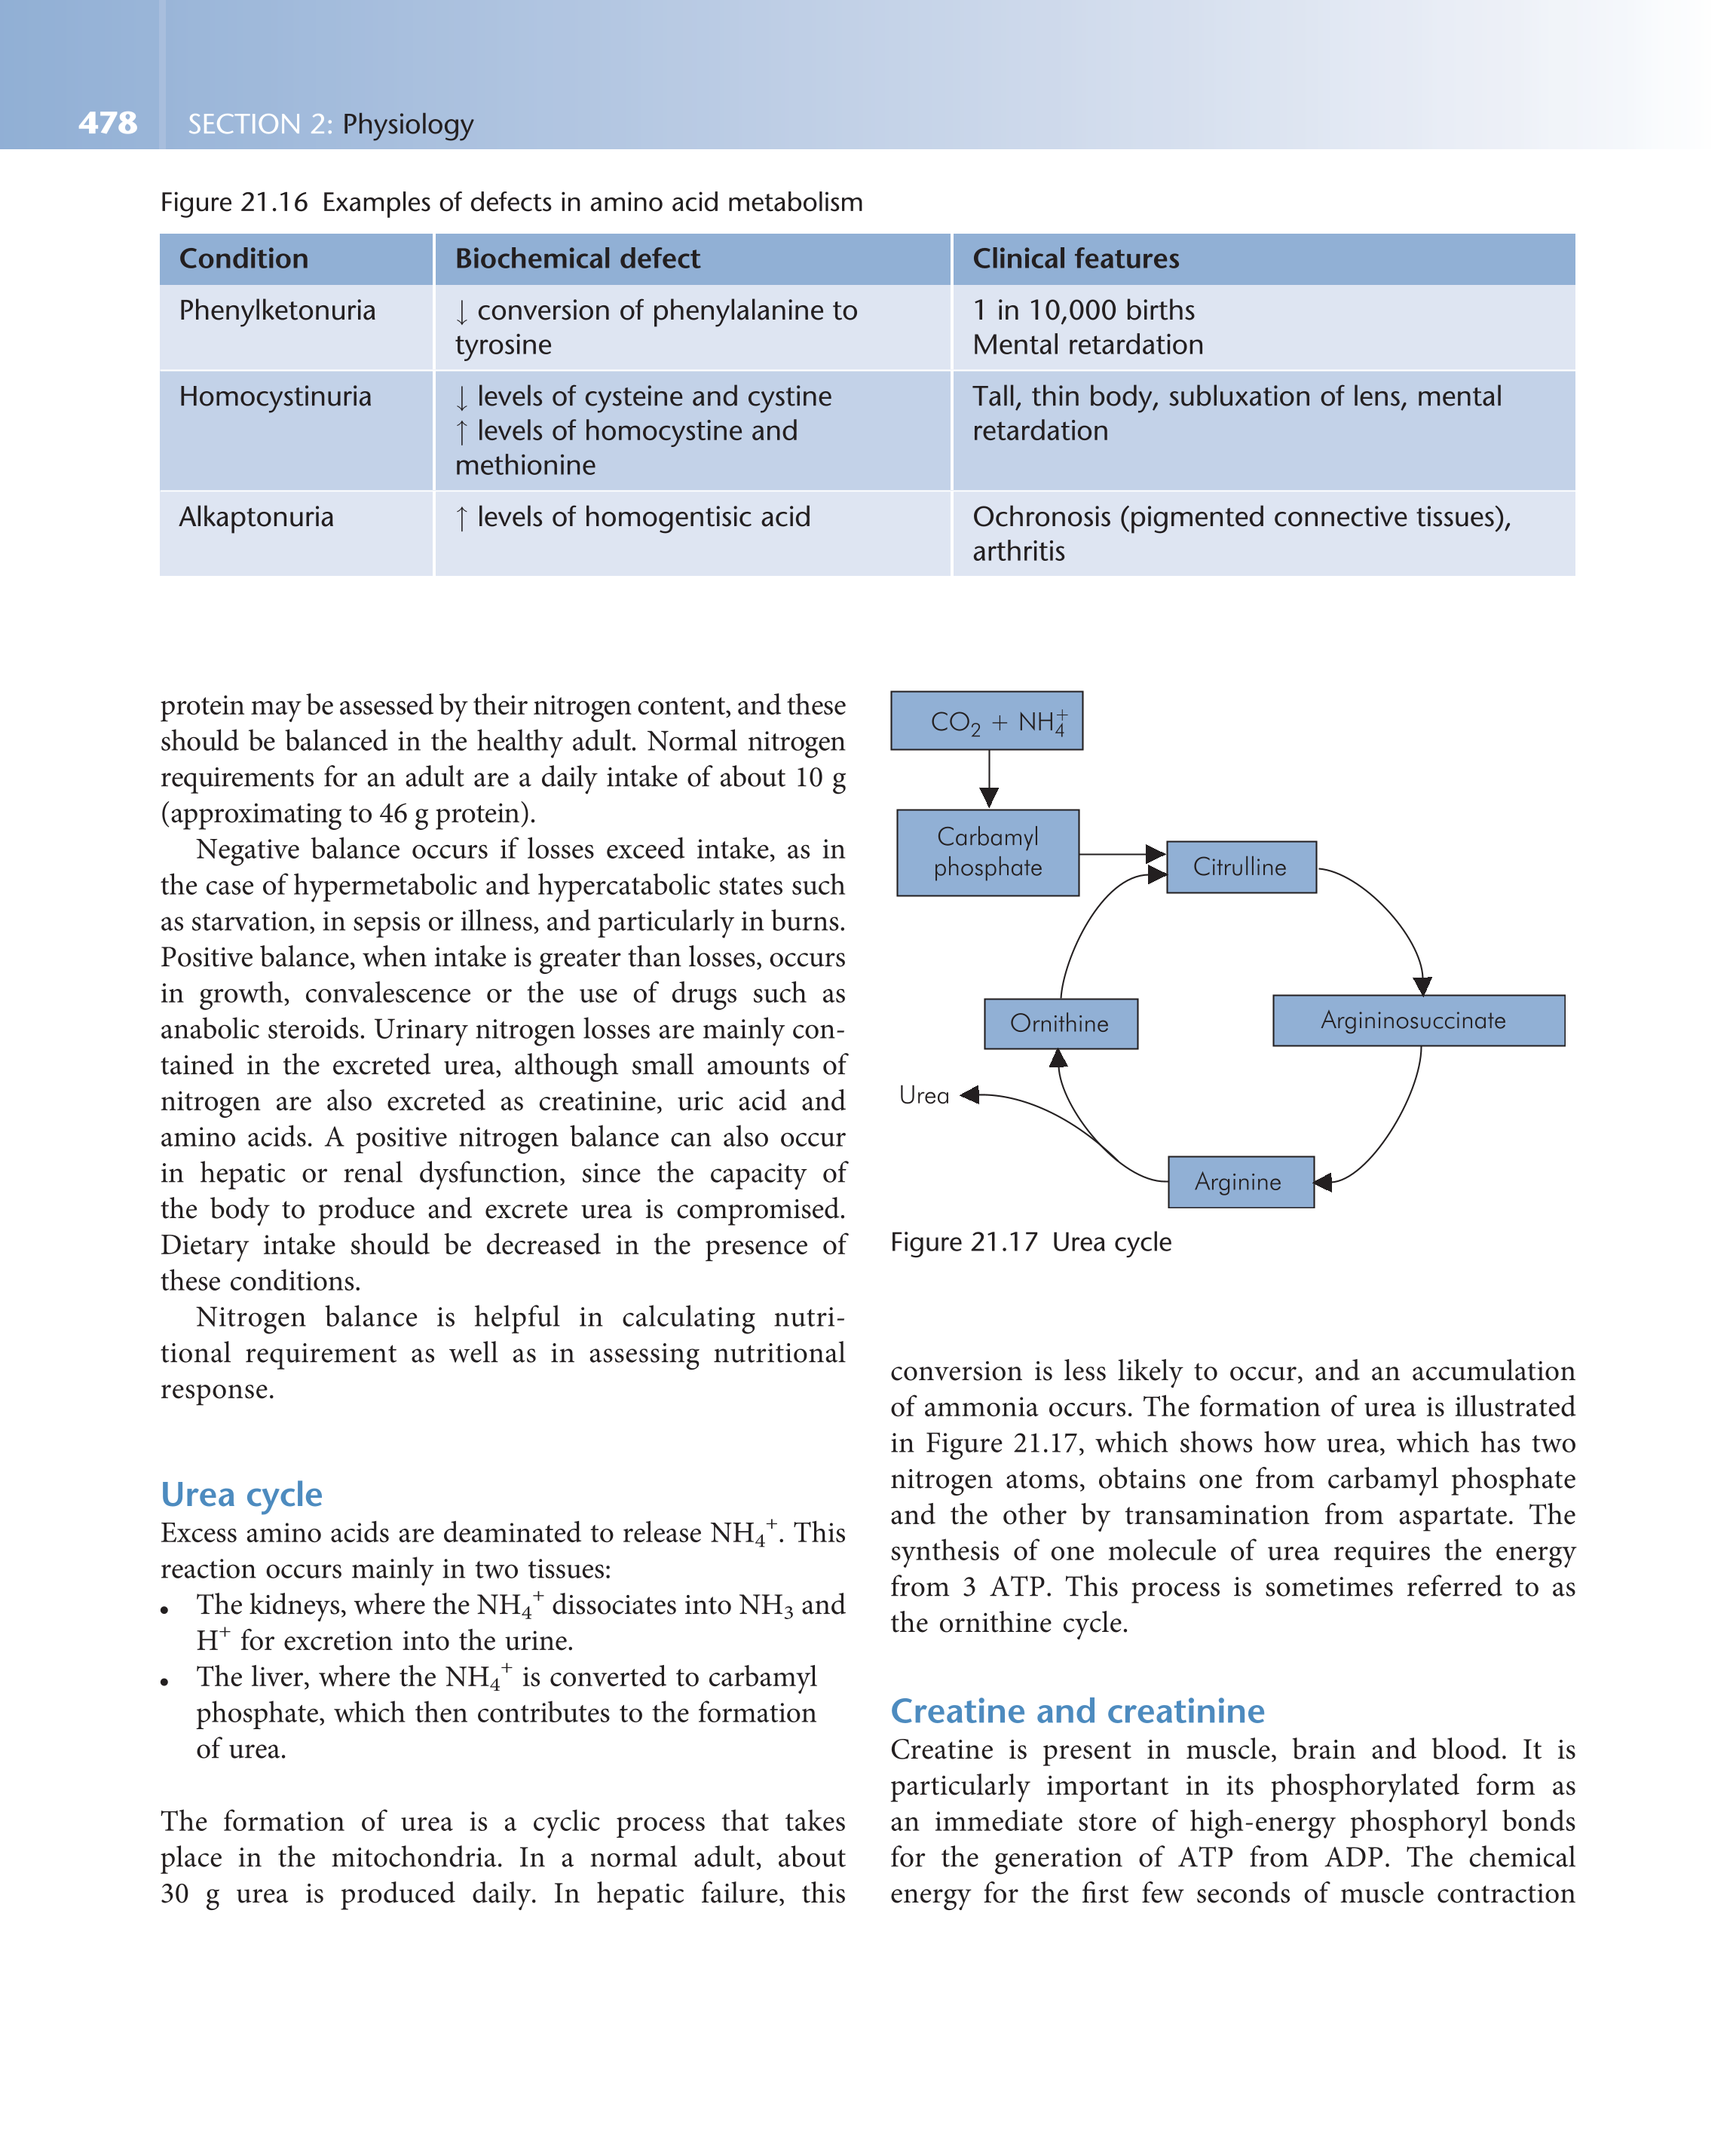 478 SECTION 2: Physiology
Figure 21.16 Examples of defects in amino acid metabolism
Condition Biochemical defect Clinical features
Phenylketonuria ↓ conversion of phenylalanine to 1 in 10,000 births
tyrosine Mental retardation
Homocystinuria ↓ levels of cysteine and cystine Tall, thin body, subluxation of lens, mental
↑ levels of homocystine and retardation
methionine
Alkaptonuria ↑ levels of homogentisic acid Ochronosis (pigmented connective tissues),
arthritis
protein may be assessed by their nitrogen content, and these
should be balanced in the healthy adult. Normal nitrogen
requirements for an adult are a daily intake of about 10 g
(approximating to 46 g protein).
Negative balance occurs if losses exceed intake, as in
the case of hypermetabolic and hypercatabolic states such
as starvation, in sepsis or illness, and particularly in burns.
Positive balance, when intake is greater than losses, occurs
in growth, convalescence or the use of drugs such as
anabolic steroids. Urinary nitrogen losses are mainly con-
tained in the excreted urea, although small amounts of
nitrogen are also excreted as creatinine, uric acid and
amino acids. A positive nitrogen balance can also occur
in hepatic or renal dysfunction, since the capacity of
the body to produce and excrete urea is compromised.
Dietary intake should be decreased in the presence of
these conditions.
Nitrogen balance is helpful in calculating nutri-
tional requirement as well as in assessing nutritional
response.
Urea cycle
Excess amino acids are deaminated to release NH₄⁺. This
reaction occurs mainly in two tissues:
• The kidneys, where the NH₄⁺ dissociates into NH₃ and
H⁺ for excretion into the urine.
• The liver, where the NH₄⁺ is converted to carbamyl
phosphate, which then contributes to the formation
of urea.
The formation of urea is a cyclic process that takes
place in the mitochondria. In a normal adult, about
30 g urea is produced daily. In hepatic failure, this
CO₂ + NH₄⁺
Carbamyl
phosphate
Citrulline
Ornithine
Argininosuccinate
Urea
Arginine
Figure 21.17 Urea cycle
conversion is less likely to occur, and an accumulation
of ammonia occurs. The formation of urea is illustrated
in Figure 21.17, which shows how urea, which has two
nitrogen atoms, obtains one from carbamyl phosphate
and the other by transamination from aspartate. The
synthesis of one molecule of urea requires the energy
from 3 ATP. This process is sometimes referred to as
the ornithine cycle.
Creatine and creatinine
Creatine is present in muscle, brain and blood. It is
particularly important in its phosphorylated form as
an immediate store of high-energy phosphoryl bonds
for the generation of ATP from ADP. The chemical
energy for the first few seconds of muscle contraction